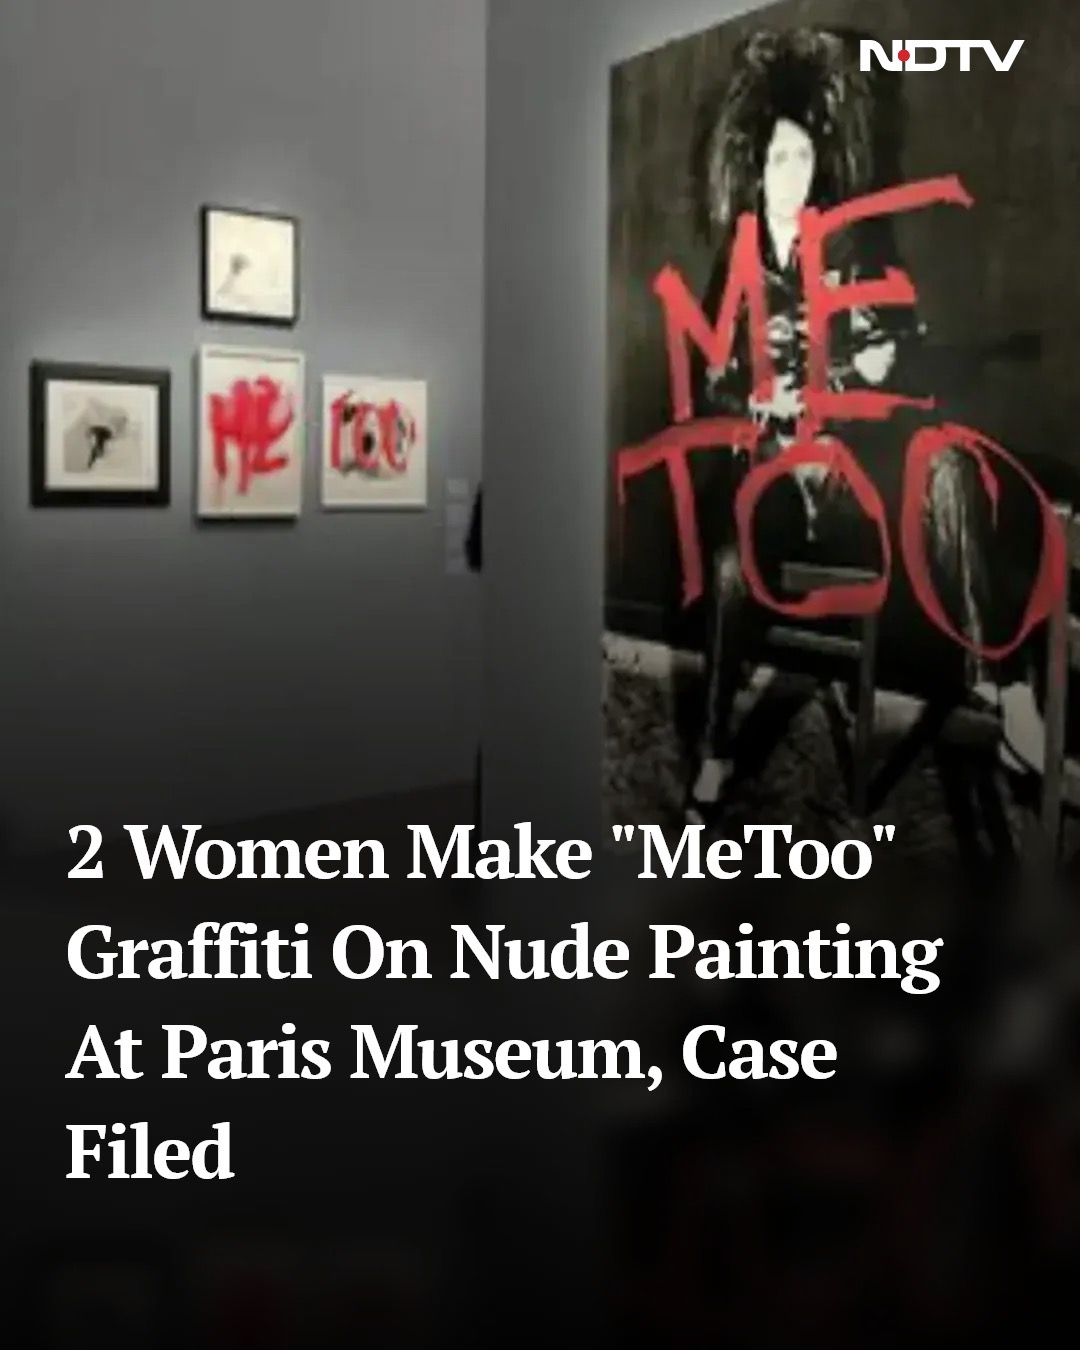 NDTV
ME
TOO
ME TOO
2 Women Make "MeToo"
Graffiti On Nude Painting
At Paris Museum, Case
Filed